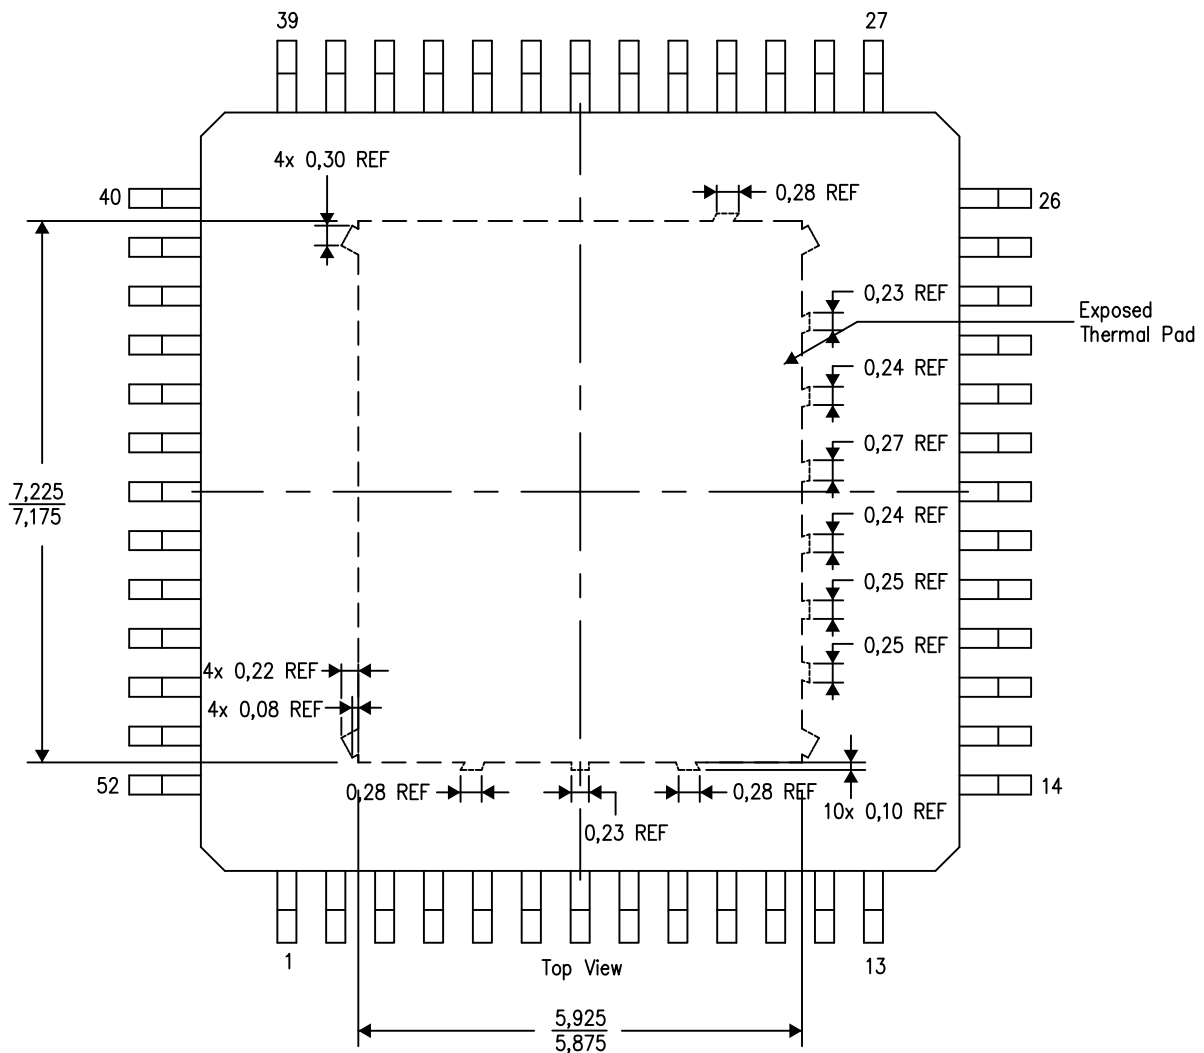 39
27
4x 0,30 REF
0,28 REF
40
26
0,23 REF
Exposed
Thermal Pad
0,24 REF
0,27 REF
7,225
7,175
0,24 REF
0,25 REF
0,25 REF
4x 0,22 REF
4x 0,08 REF
52
14
0,28 REF
0,28 REF
10x 0,10 REF
0,23 REF
1
13
Top View
5,925
5,875